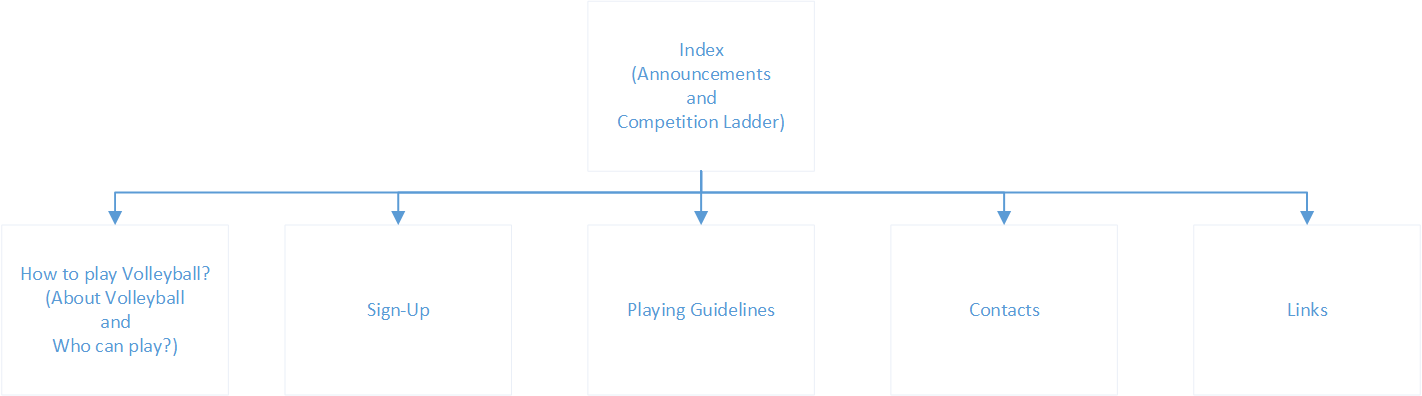 Index
(Announcements
and
Competition Ladder)
How to play Volleyball?
(About Volleyball
and
Who can play?)
Sign-Up
Playing Guidelines
Contacts
Links